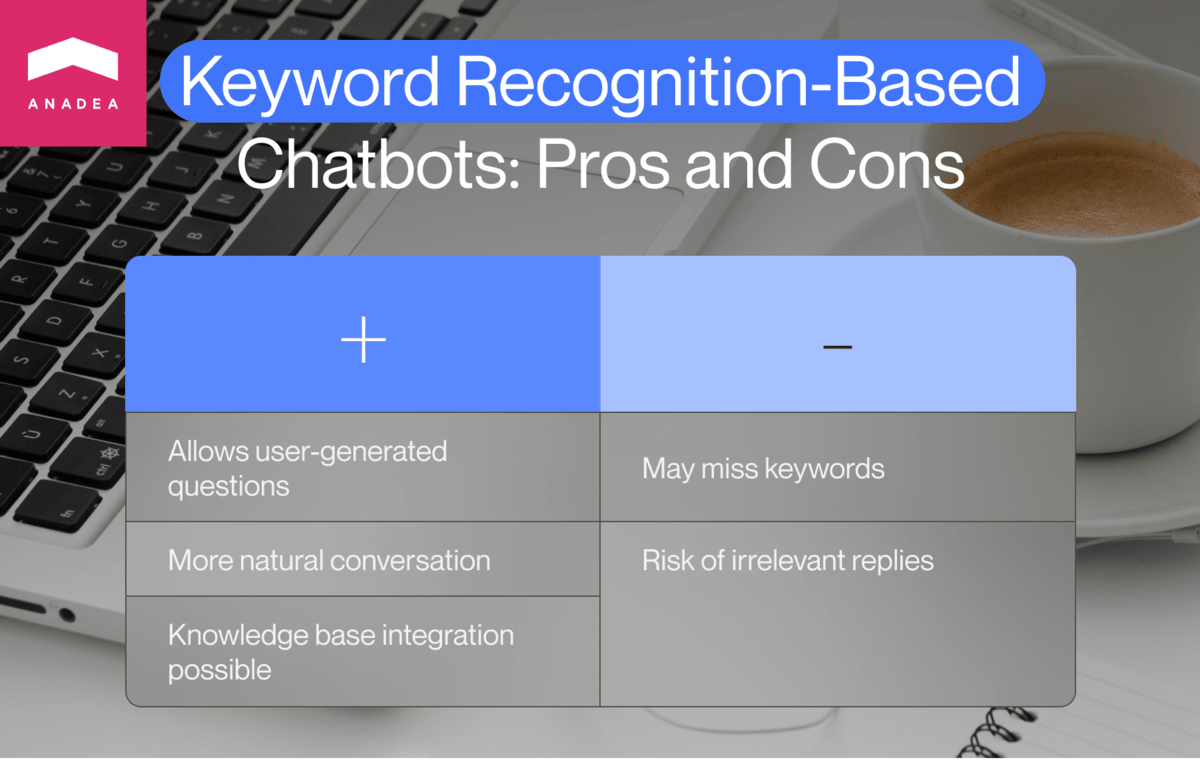 ANADEA
Keyword Recognition-Based
Chatbots: Pros and Cons
+
–
Allows user-generated
questions
May miss keywords
More natural conversation
Risk of irrelevant replies
Knowledge base integration
possible